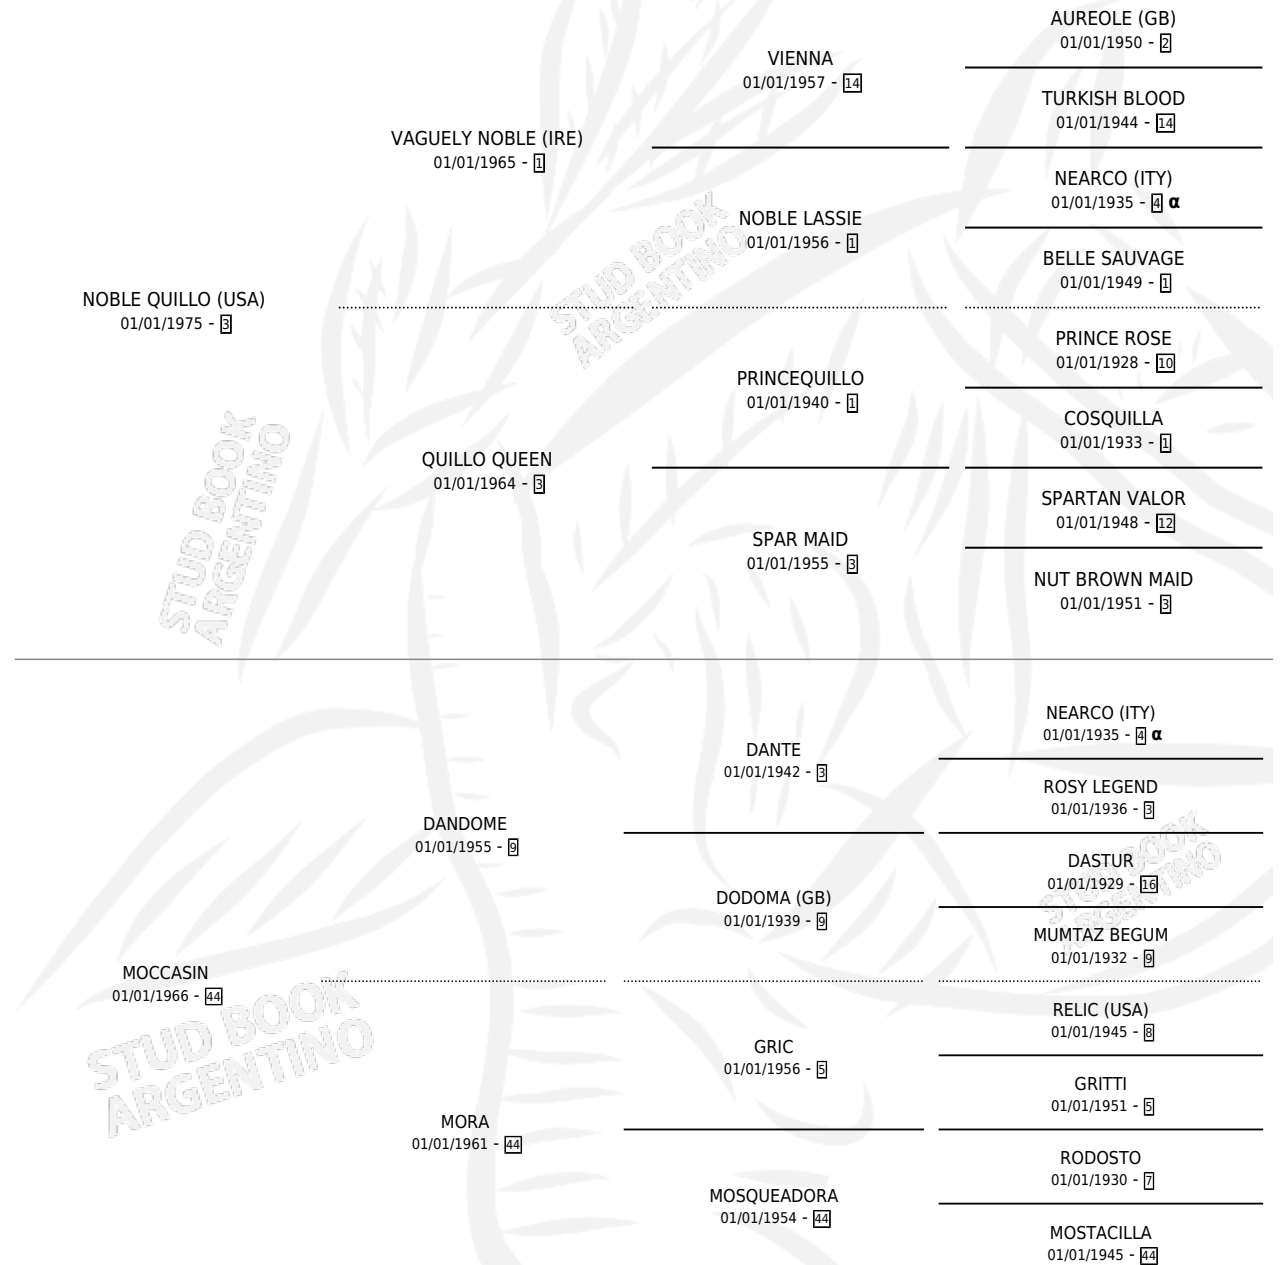 AUREOLE (GB)
01/01/1950 - 2
VIENNA
01/01/1957 - 14
TURKISH BLOOD
01/01/1944 - 14
VAGUELY NOBLE (IRE)
01/01/1965 - 1
NEARCO (ITY)
01/01/1935 - 4 α
NOBLE LASSIE
01/01/1956 - 1
BELLE SAUVAGE
01/01/1949 - 1
STUD BOOK
ARGENTINO
NOBLE QUILLO (USA)
01/01/1975 - 3
PRINCE ROSE
01/01/1928 - 10
PRINCEQUILLO
01/01/1940 - 1
COSQUILLA
01/01/1933 - 1
QUILLO QUEEN
01/01/1964 - 3
SPARTAN VALOR
01/01/1948 - 12
SPAR MAID
01/01/1955 - 3
NUT BROWN MAID
01/01/1951 - 3
STUD BOOK
ARGENTINO
NEARCO (ITY)
01/01/1935 - 4 α
DANTE
01/01/1942 - 3
ROSY LEGEND
01/01/1936 - 3
DANDOME
01/01/1955 - 9
DASTUR
01/01/1929 - 16
DODOMA (GB)
01/01/1939 - 9
MUMTAZ BEGUM
01/01/1932 - 9
STUD BOOK
ARGENTINO
MOCCASIN
01/01/1966 - 44
RELIC (USA)
01/01/1945 - 8
GRIC
01/01/1956 - 5
GRITTI
01/01/1951 - 5
STUD BOOK
ARGENTINO
MORA
01/01/1961 - 44
RODOSTO
01/01/1930 - 7
MOSQUEADORA
01/01/1954 - 44
MOSTACILLA
01/01/1945 - 44